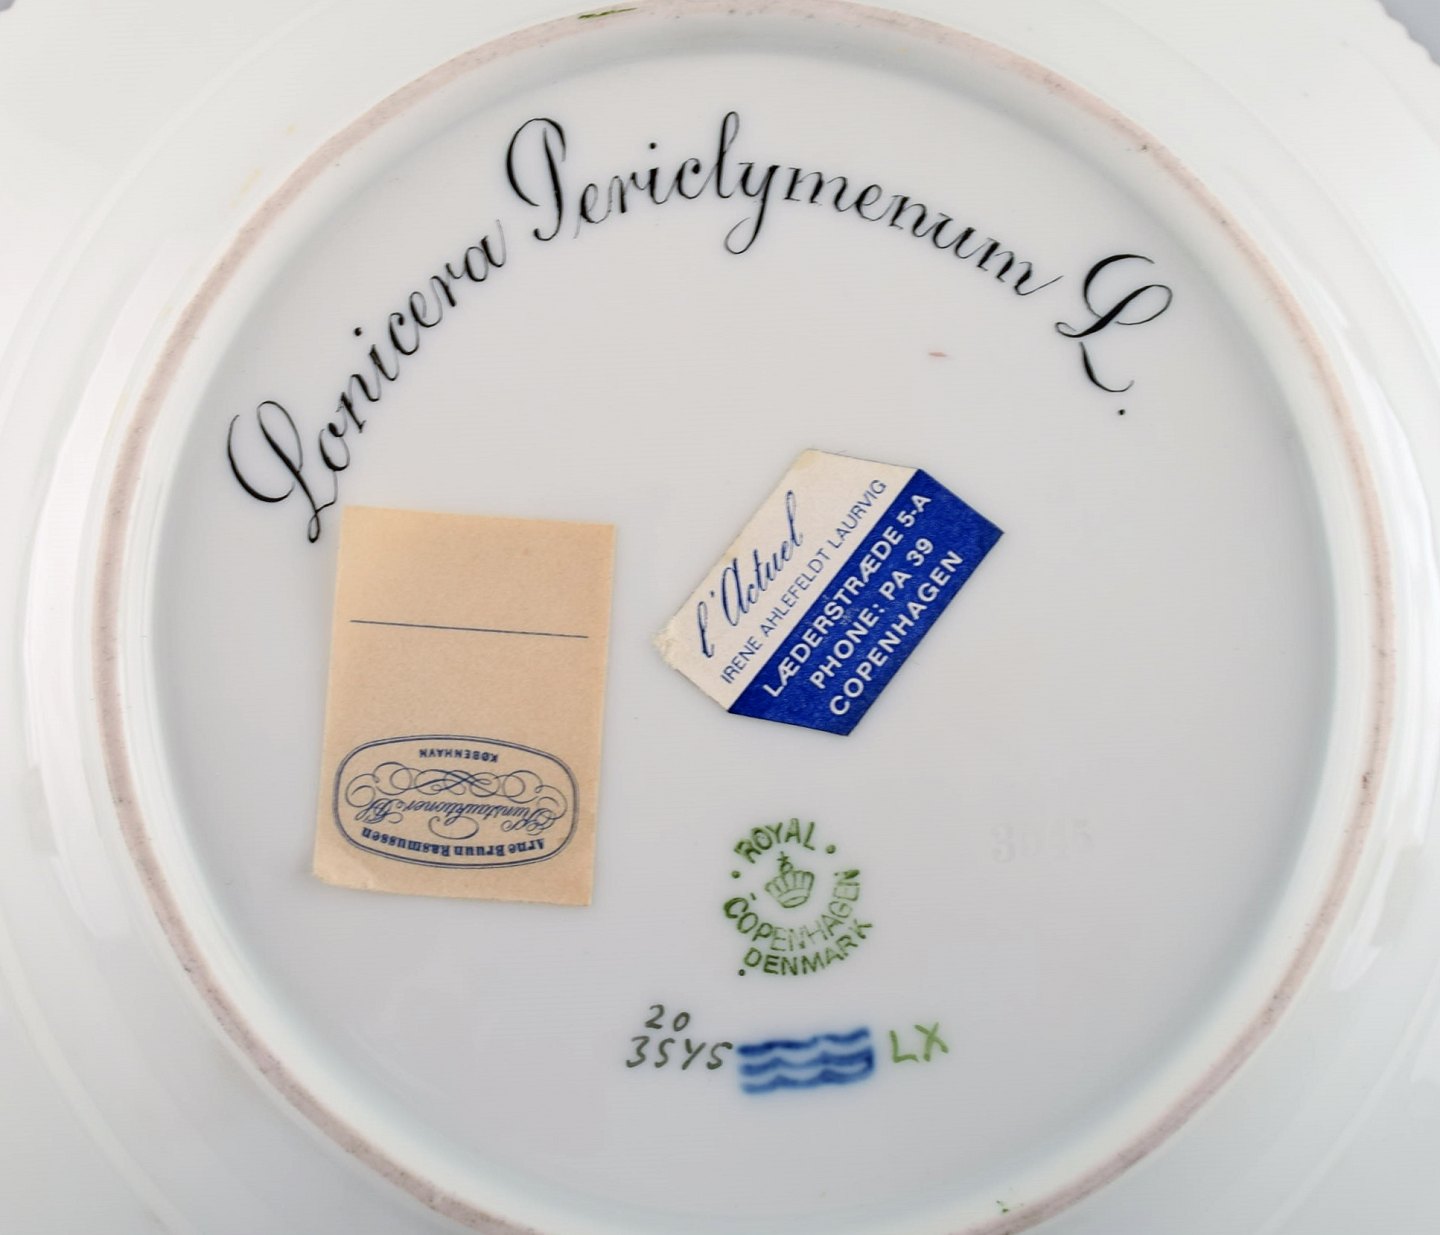 Lonicera Periclymenum L.
l'Actuel
IRENE AHLEFELDT LAURVIG
LÆDERSTRÆDE 5-A
PHONE: PA 39
COPENHAGEN
Arne Bruun Rasmussen
Kunstauktioner
KØBENHAVN
ROYAL
COPENHAGEN
DENMARK
20
3545
LX